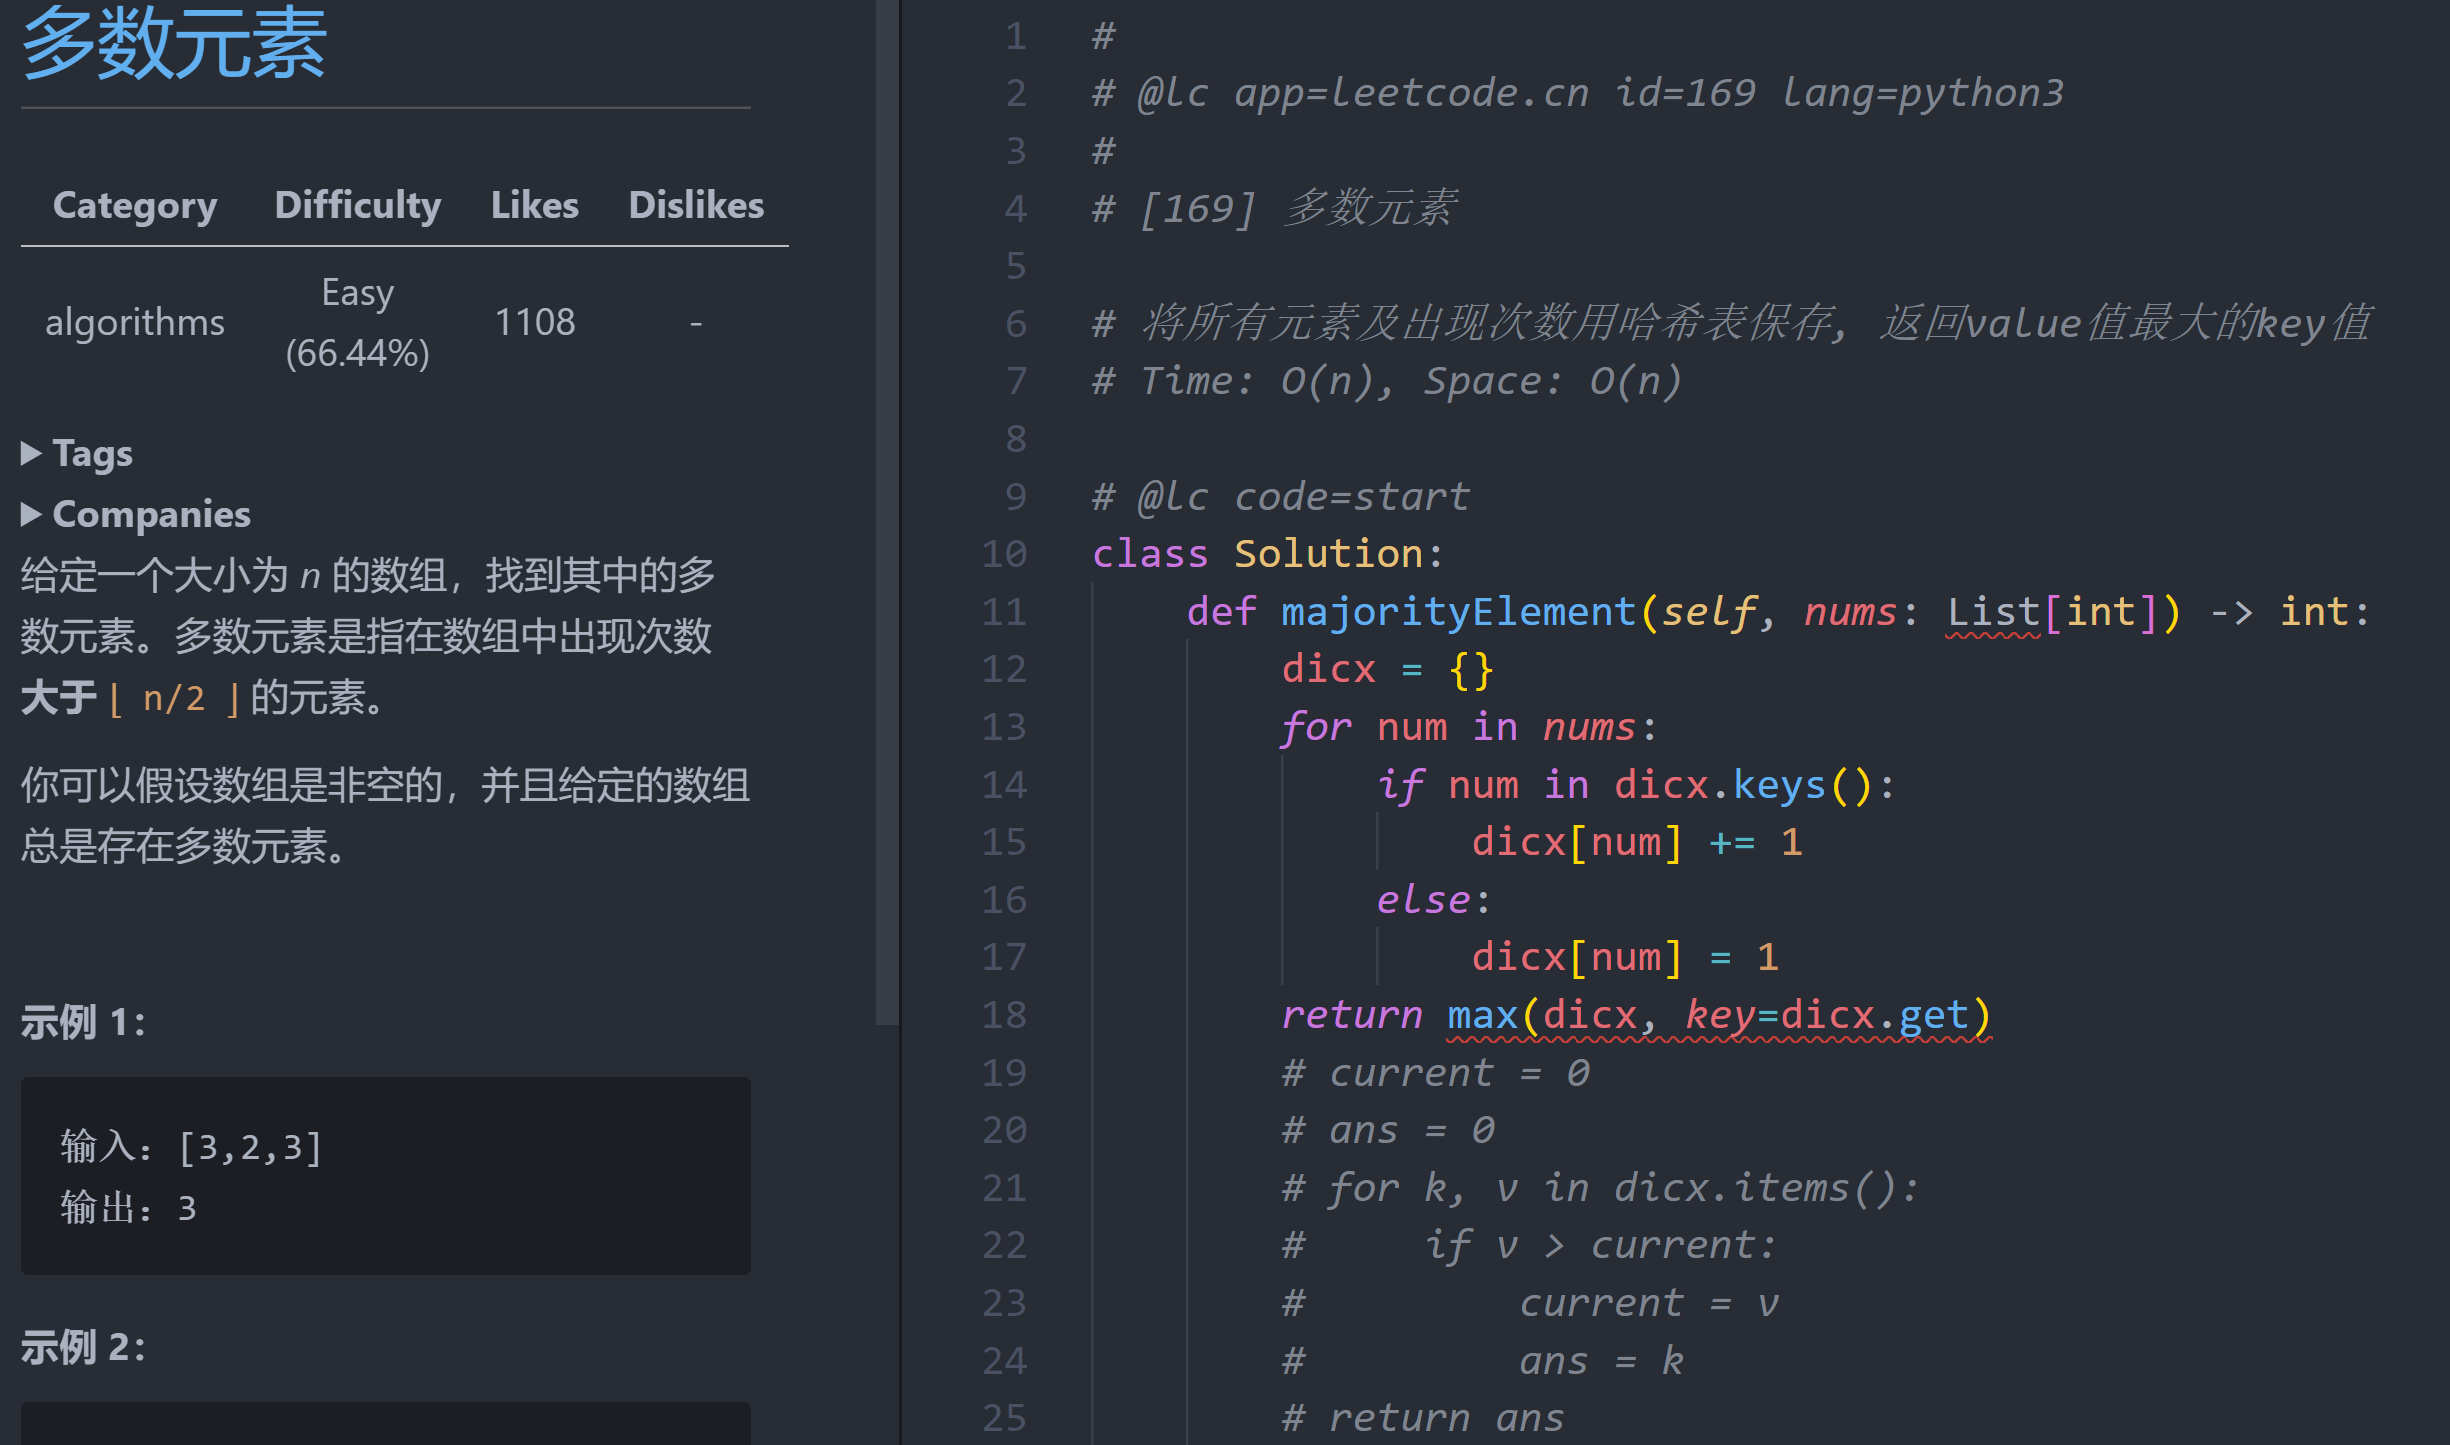 多数元素
Category Difficulty Likes Dislikes
algorithms Easy (66.44%) 1108 -
▶ Tags
▶ Companies
给定一个大小为 n 的数组，找到其中的多
数元素。多数元素是指在数组中出现次数
大于 ⌊ n/2 ⌋ 的元素。
你可以假设数组是非空的，并且给定的数组
总是存在多数元素。
示例 1：
输入：[3,2,3]
输出：3
示例 2：
1 #
2 # @lc app=leetcode.cn id=169 lang=python3
3 #
4 # [169] 多数元素
5
6 # 将所有元素及出现次数用哈希表保存, 返回value值最大的key值
7 # Time: O(n), Space: O(n)
8
9 # @lc code=start
10 class Solution:
11     def majorityElement(self, nums: List[int]) -> int:
12         dicx = {}
13         for num in nums:
14             if num in dicx.keys():
15                 dicx[num] += 1
16             else:
17                 dicx[num] = 1
18         return max(dicx, key=dicx.get)
19         # current = 0
20         # ans = 0
21         # for k, v in dicx.items():
22         #     if v > current:
23         #         current = v
24         #         ans = k
25         # return ans